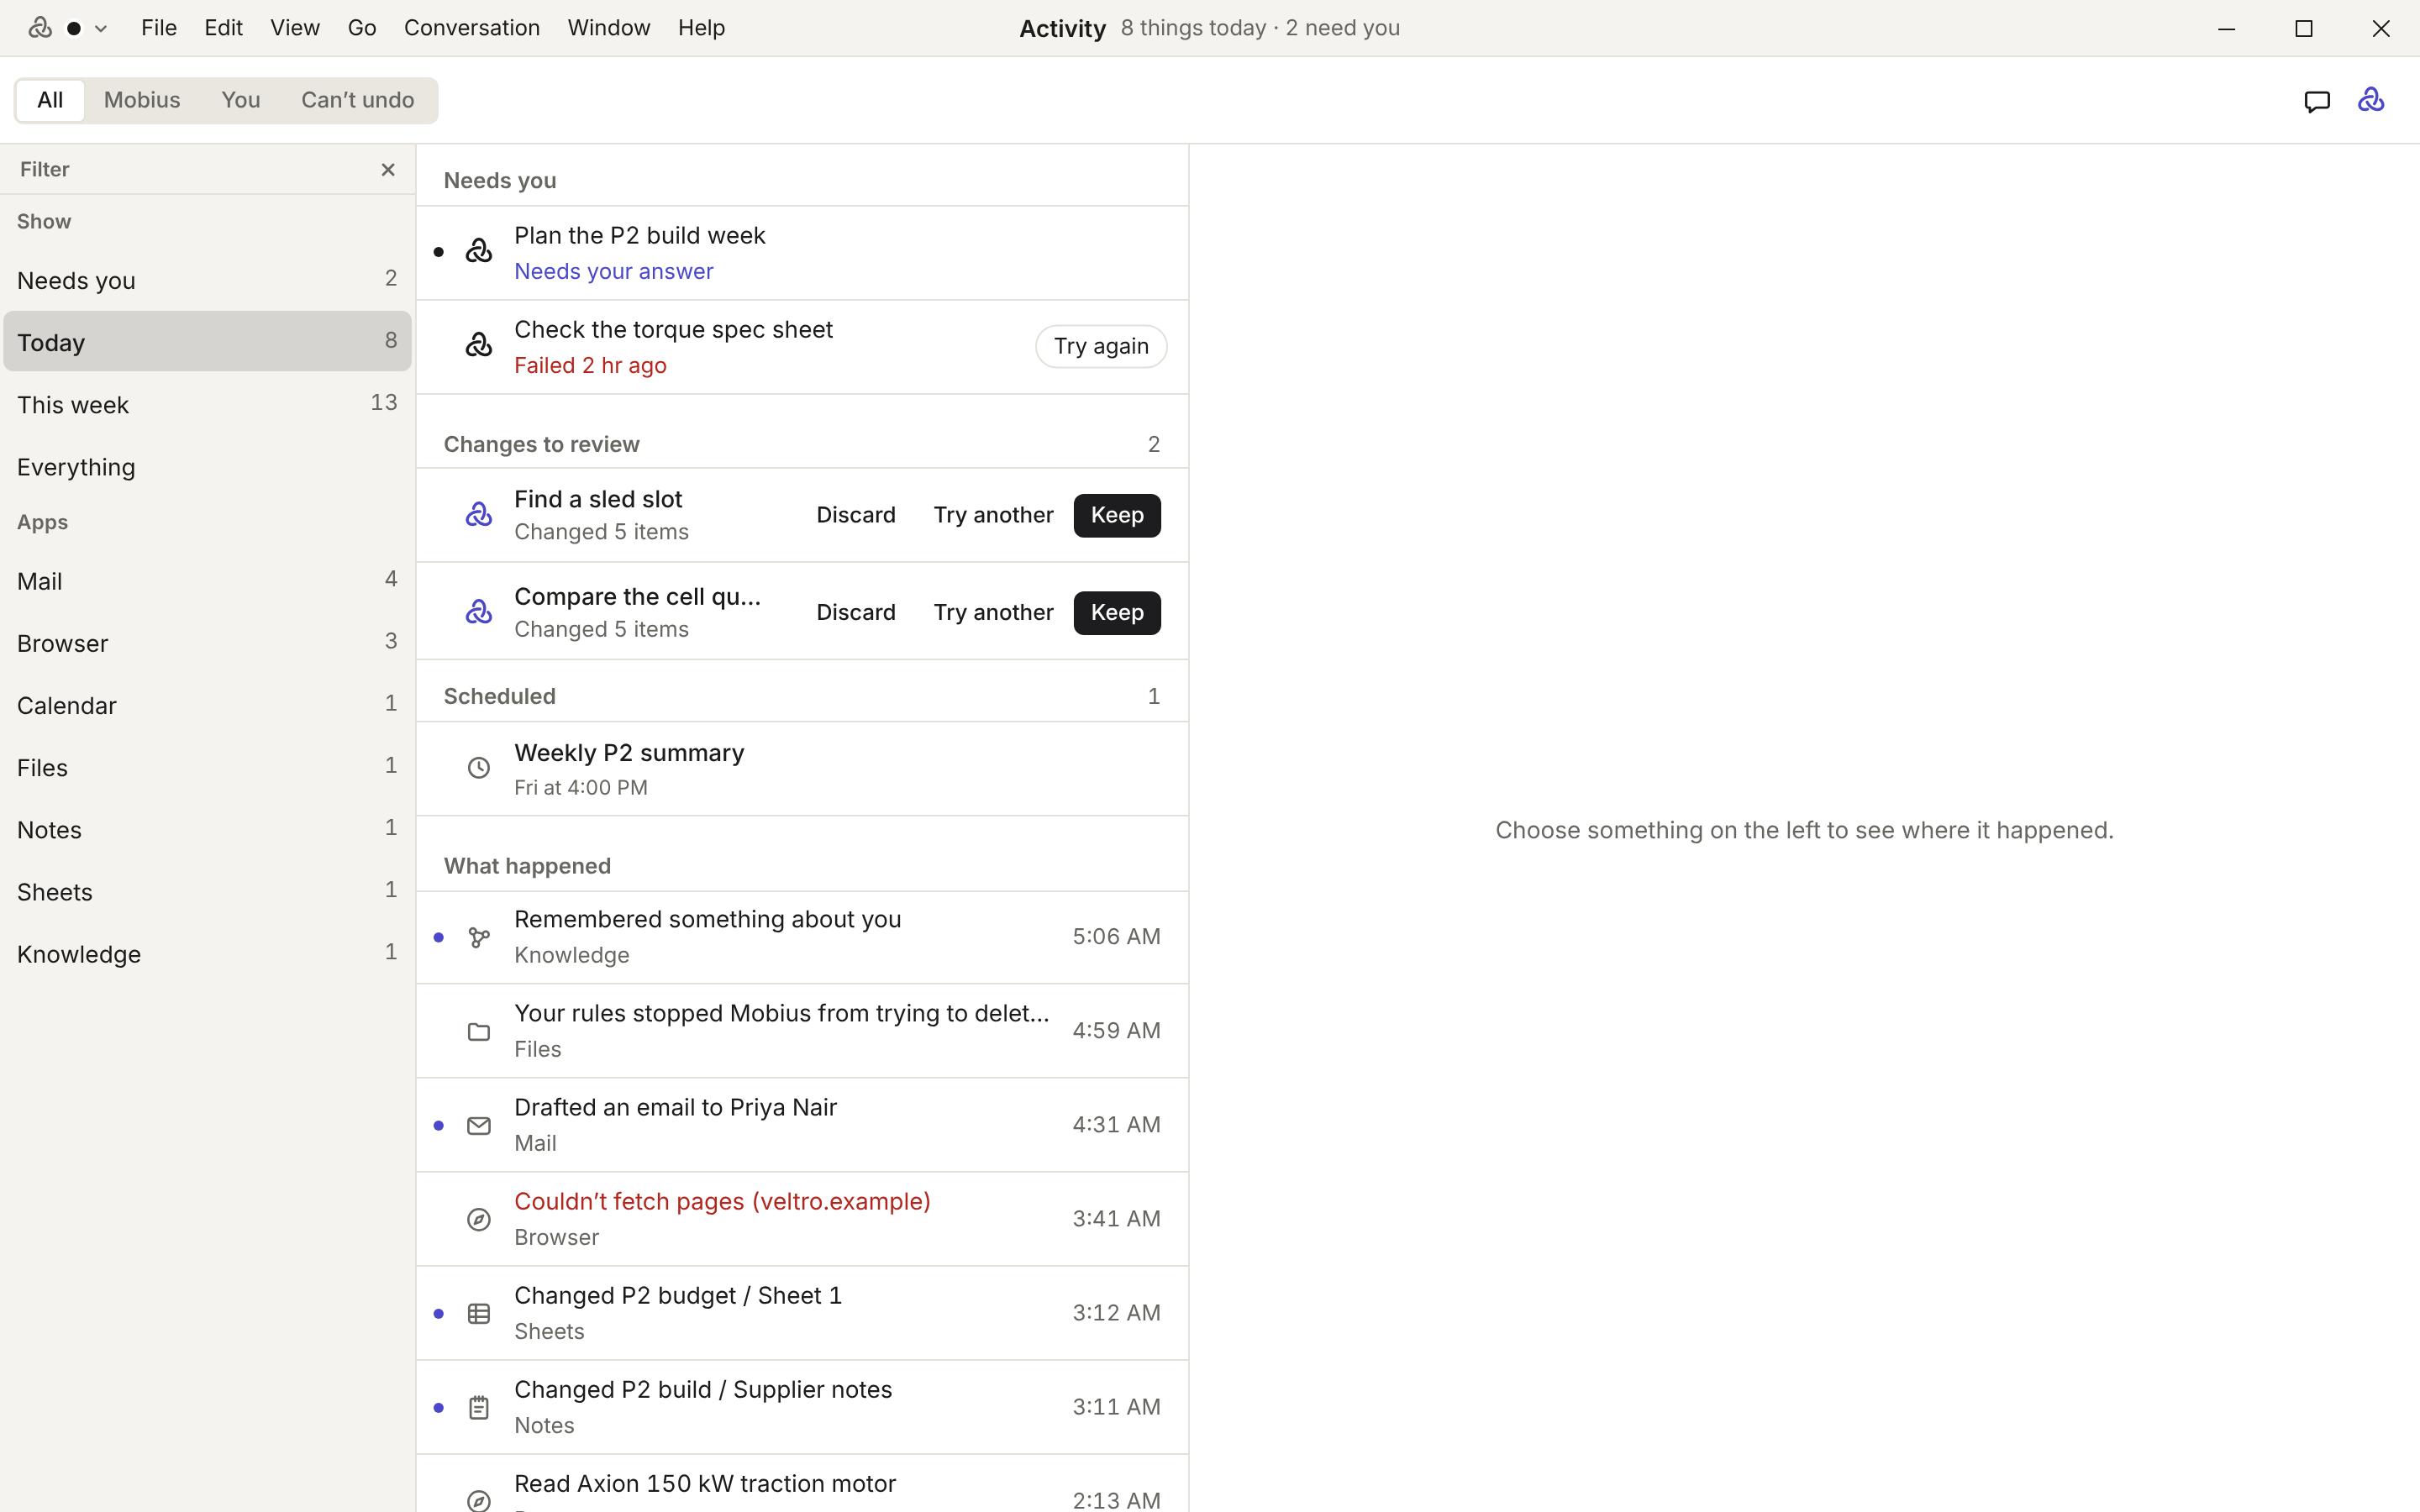 File Edit View Go Conversation Window Help
Activity 8 things today · 2 need you
All Mobius You Can’t undo
Filter
Show
Needs you 2
Today 8
This week 13
Everything
Apps
Mail 4
Browser 3
Calendar 1
Files 1
Notes 1
Sheets 1
Knowledge 1
Needs you
Plan the P2 build week
Needs your answer
Check the torque spec sheet
Failed 2 hr ago
Try again
Changes to review 2
Find a sled slot
Changed 5 items
Discard Try another Keep
Compare the cell qu...
Changed 5 items
Discard Try another Keep
Scheduled 1
Weekly P2 summary
Fri at 4:00 PM
What happened
Remembered something about you
Knowledge
5:06 AM
Your rules stopped Mobius from trying to delet...
Files
4:59 AM
Drafted an email to Priya Nair
Mail
4:31 AM
Couldn’t fetch pages (veltro.example)
Browser
3:41 AM
Changed P2 budget / Sheet 1
Sheets
3:12 AM
Changed P2 build / Supplier notes
Notes
3:11 AM
Read Axion 150 kW traction motor
2:13 AM
Choose something on the left to see where it happened.